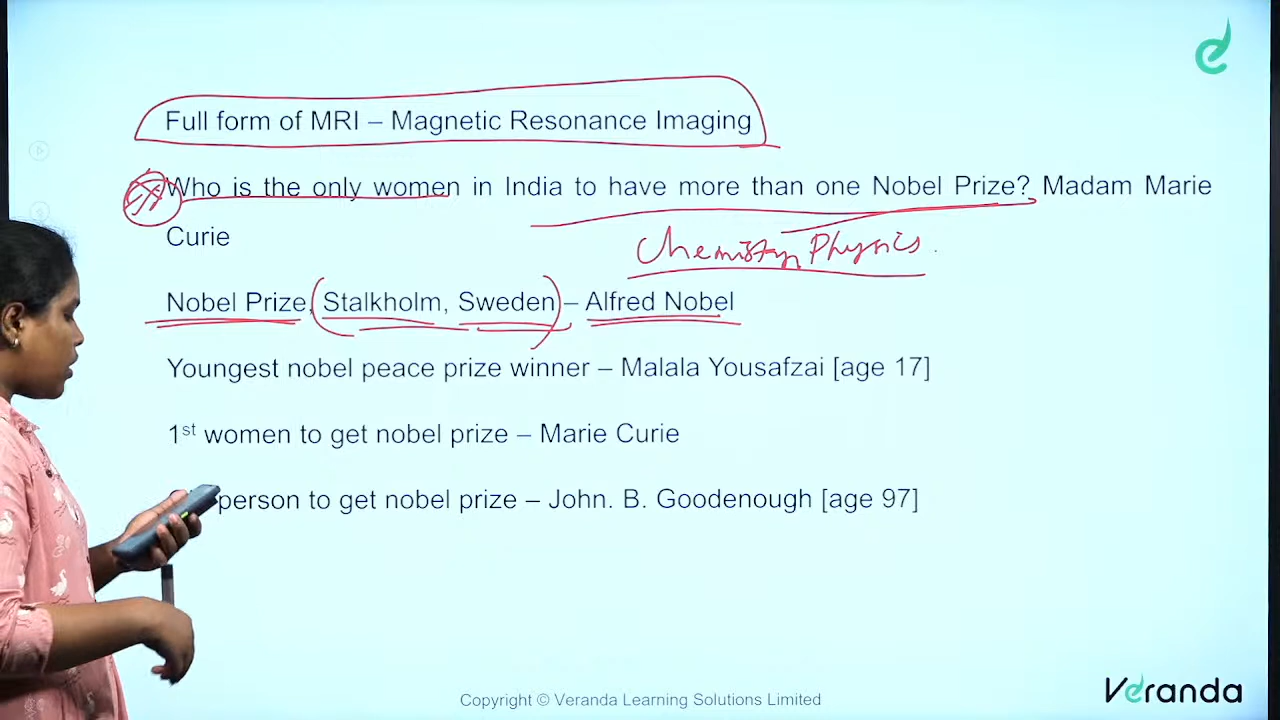 Full form of MRI – Magnetic Resonance Imaging
Who is the only women in India to have more than one Nobel Prize? Madam Marie
Curie
Chemistry, Physics.
Nobel Prize, (Stalkholm, Sweden) – Alfred Nobel
Youngest nobel peace prize winner – Malala Yousafzai [age 17]
1st women to get nobel prize – Marie Curie
person to get nobel prize – John. B. Goodenough [age 97]
Copyright © Veranda Learning Solutions Limited
Veranda